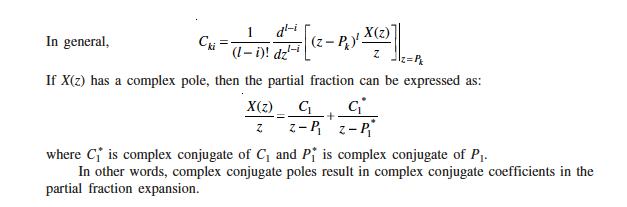 In general, C_{ki} = \frac{1}{(l-i)!} \frac{d^{l-i}}{dz^{l-i}} \left[ (z-P_k)^l \frac{X(z)}{z} \right] \Big|_{z=P_k}
If X(z) has a complex pole, then the partial fraction can be expressed as:
\frac{X(z)}{z} = \frac{C_1}{z-P_1} + \frac{C_1^*}{z-P_1^*}
where C_1^* is complex conjugate of C_1 and P_1^* is complex conjugate of P_1.
In other words, complex conjugate poles result in complex conjugate coefficients in the
partial fraction expansion.